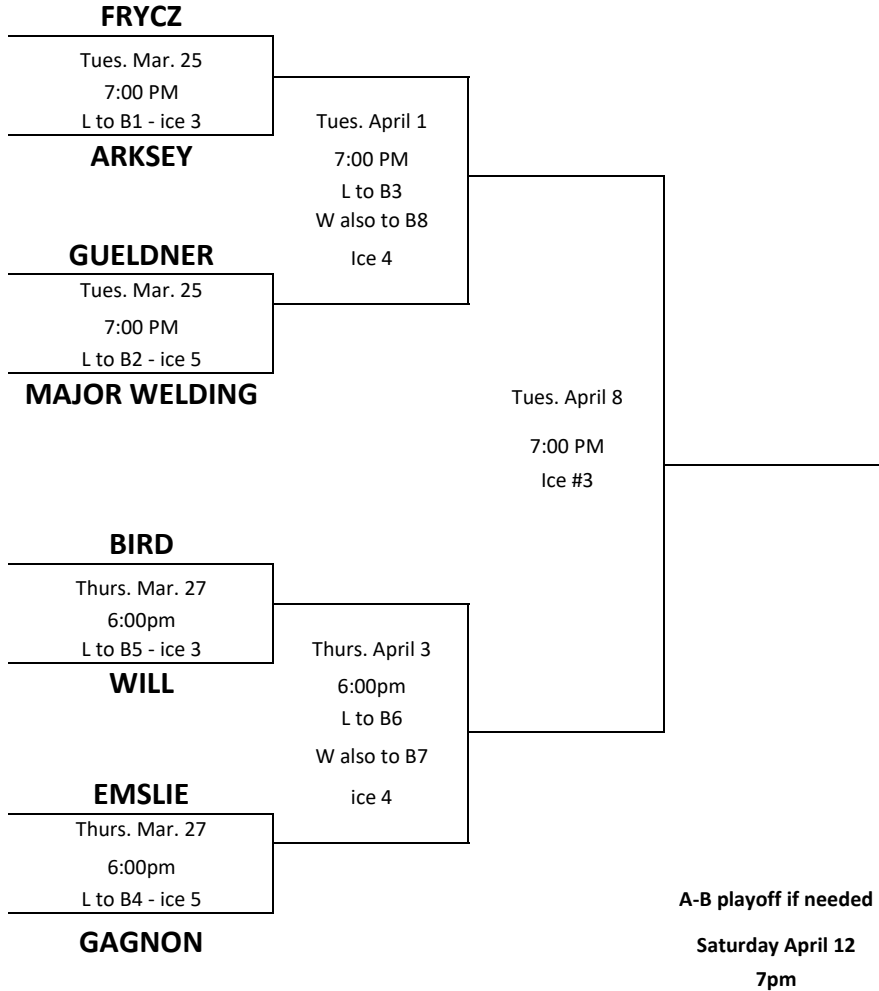 FRYCZ
Tues. Mar. 25
7:00 PM
L to B1 - ice 3
ARKSEY
Tues. April 1
7:00 PM
L to B3
W also to B8
Ice 4
GUELDNER
Tues. Mar. 25
7:00 PM
L to B2 - ice 5
MAJOR WELDING
Tues. April 8
7:00 PM
Ice #3
BIRD
Thurs. Mar. 27
6:00pm
L to B5 - ice 3
WILL
Thurs. April 3
6:00pm
L to B6
W also to B7
ice 4
EMSLIE
Thurs. Mar. 27
6:00pm
L to B4 - ice 5
GAGNON
A-B playoff if needed
Saturday April 12
7pm